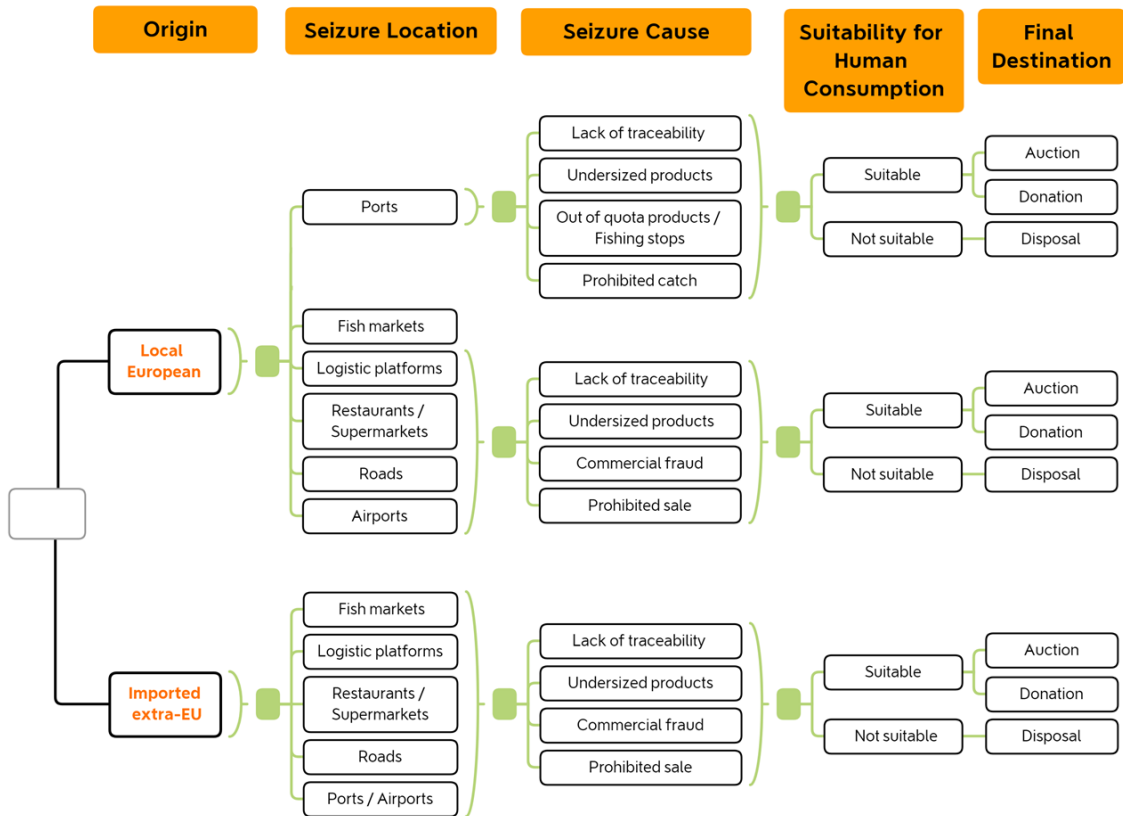 Origin
Seizure Location
Seizure Cause
Suitability for
Human
Consumption
Final
Destination
Local
European
Ports
Lack of traceability
Undersized products
Out of quota products /
Fishing stops
Prohibited catch
Suitable
Auction
Donation
Not suitable
Disposal
Fish markets
Logistic platforms
Restaurants /
Supermarkets
Roads
Airports
Lack of traceability
Undersized products
Commercial fraud
Prohibited sale
Suitable
Auction
Donation
Not suitable
Disposal
Imported
extra-EU
Fish markets
Logistic platforms
Restaurants /
Supermarkets
Roads
Ports / Airports
Lack of traceability
Undersized products
Commercial fraud
Prohibited sale
Suitable
Auction
Donation
Not suitable
Disposal